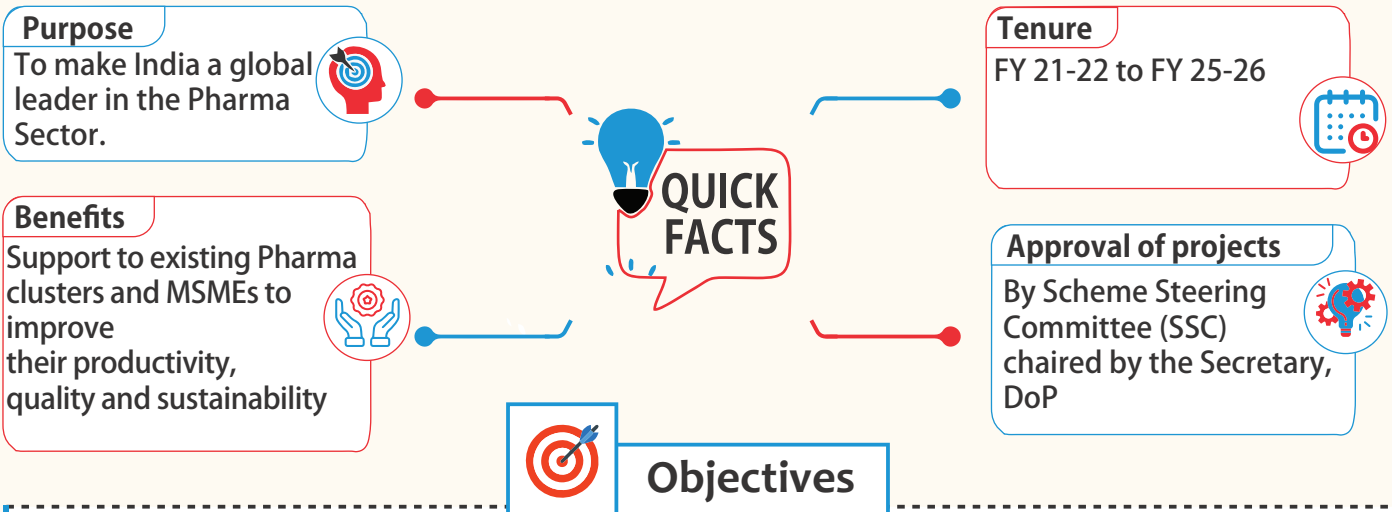 Purpose
To make India a global
leader in the Pharma
Sector.
Benefits
Support to existing Pharma
clusters and MSMEs to
improve
their productivity,
quality and sustainability
QUICK
FACTS
Tenure
FY 21-22 to FY 25-26
Approval of projects
By Scheme Steering
Committee (SSC)
chaired by the Secretary,
DoP
Objectives